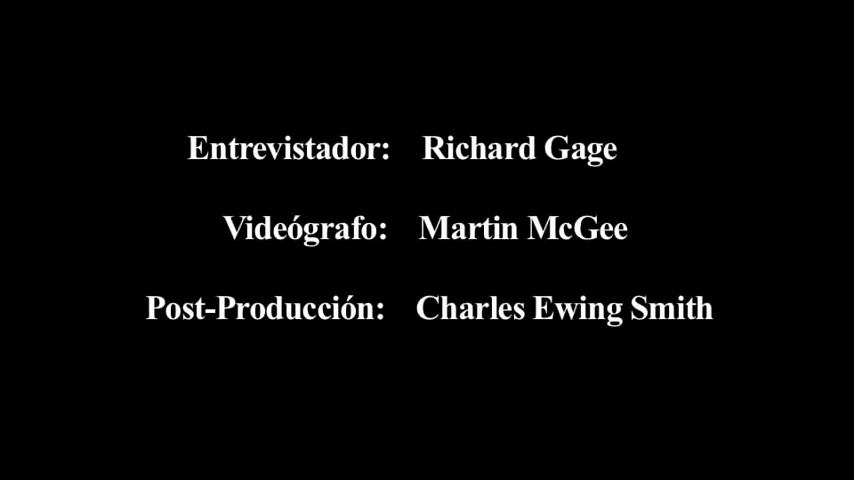 Entrevistador: Richard Gage
Videógrafo: Martin McGee
Post-Producción: Charles Ewing Smith